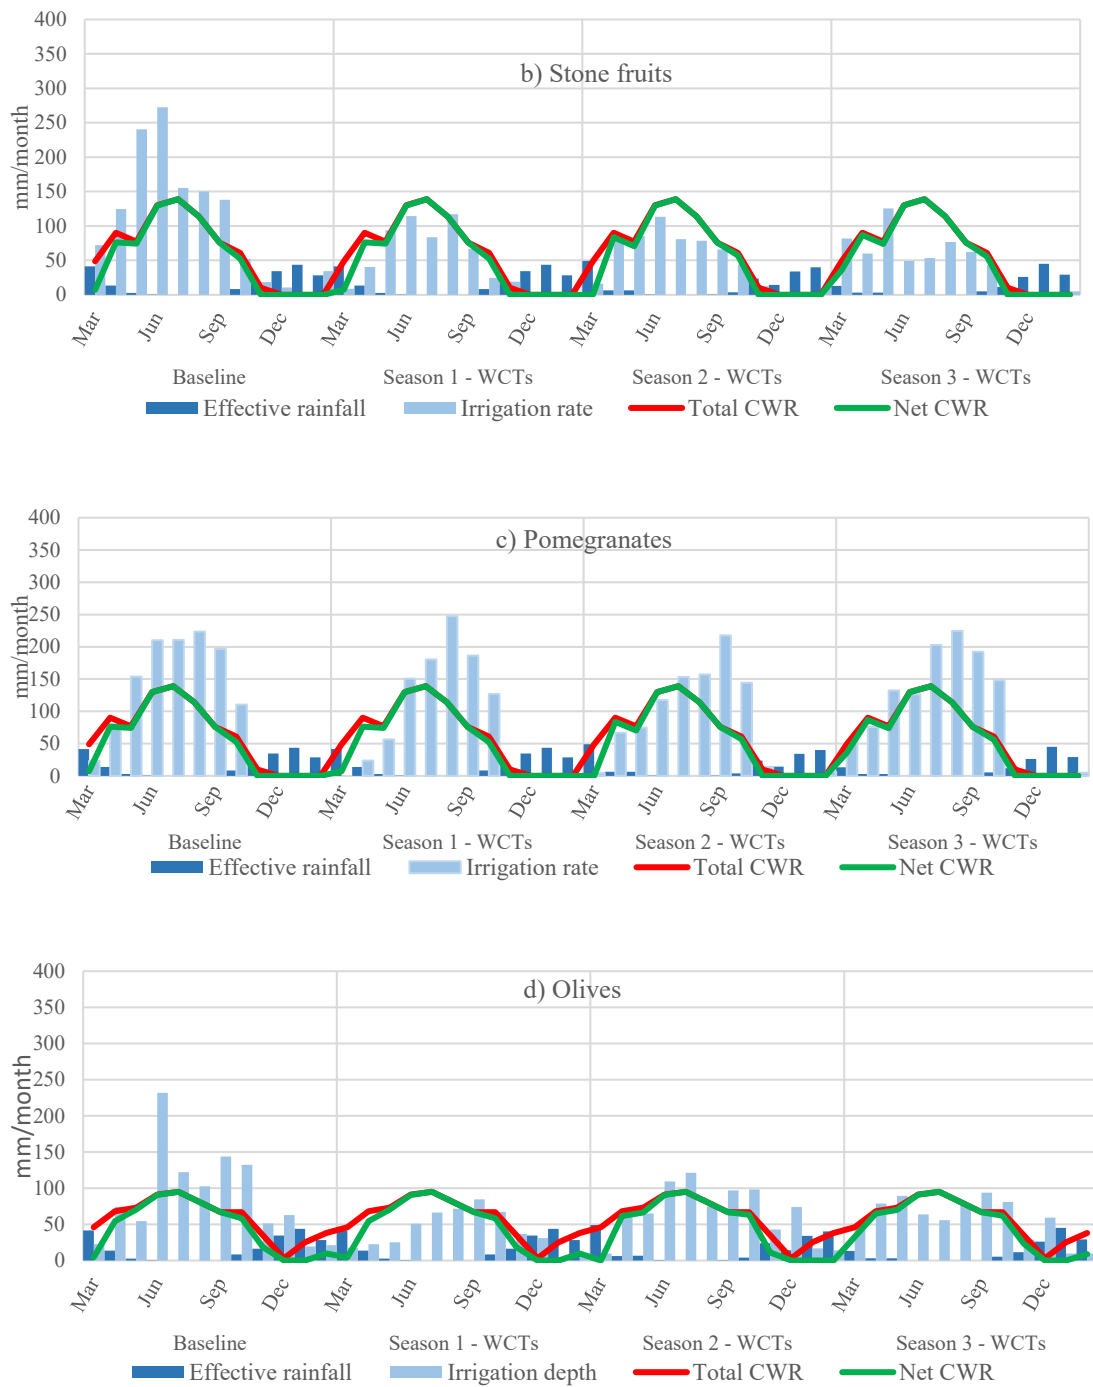 b) Stone fruits
mm/month
400
350
300
250
200
150
100
50
0
Mar Jun Sep Dec Mar Jun Sep Dec Mar Jun Sep Dec Mar Jun Sep Dec
Baseline Season 1 - WCTs Season 2 - WCTs Season 3 - WCTs
Effective rainfall Irrigation rate Total CWR Net CWR
c) Pomegranates
mm/month
400
350
300
250
200
150
100
50
0
Mar Jun Sep Dec Mar Jun Sep Dec Mar Jun Sep Dec Mar Jun Sep Dec
Baseline Season 1 - WCTs Season 2 - WCTs Season 3 - WCTs
Effective rainfall Irrigation rate Total CWR Net CWR
d) Olives
mm/month
400
350
300
250
200
150
100
50
0
Mar Jun Sep Dec Mar Jun Sep Dec Mar Jun Sep Dec Mar Jun Sep Dec
Baseline Season 1 - WCTs Season 2 - WCTs Season 3 - WCTs
Effective rainfall Irrigation depth Total CWR Net CWR